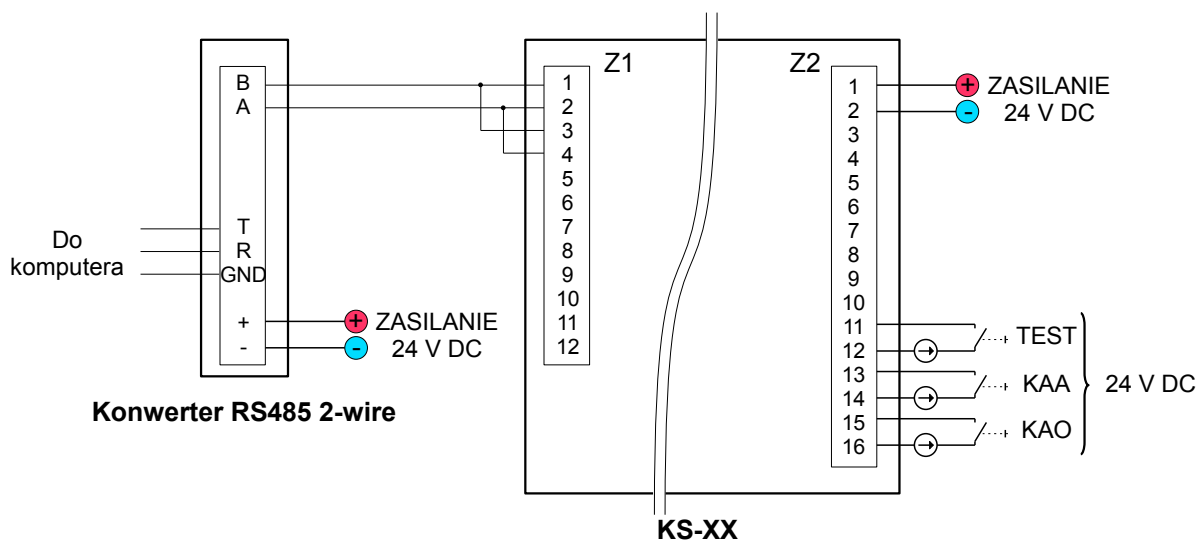 B
A
T
R
GND
+
-
Do
komputera
+ ZASILANIE
- 24 V DC
Konwerter RS485 2-wire
Z1
1
2
3
4
5
6
7
8
9
10
11
12
Z2
1
2
3
4
5
6
7
8
9
10
11
12
13
14
15
16
+ ZASILANIE
- 24 V DC
TEST
KAA
KAO
24 V DC
KS-XX